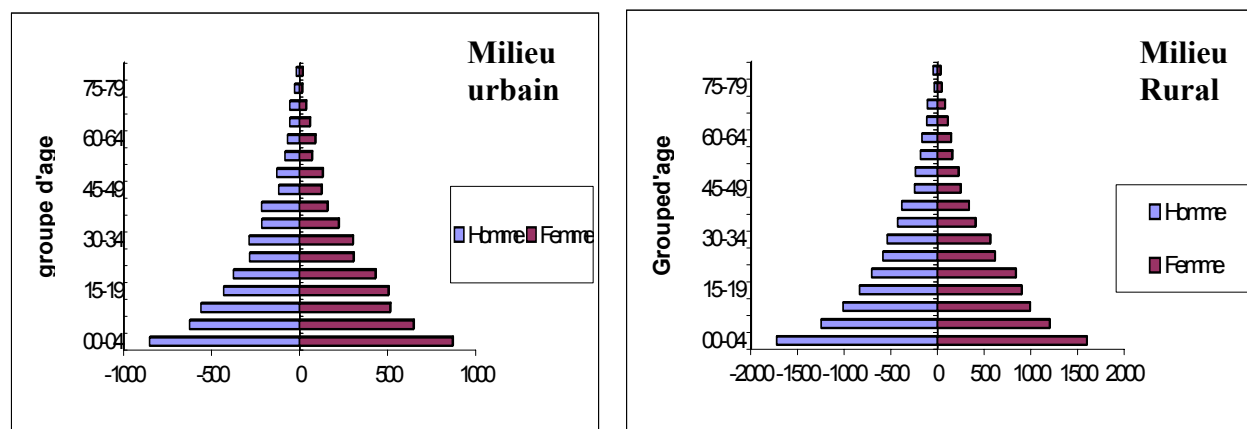 Milieu
urbain
groupe d'age
75-79
60-64
45-49
30-34
15-19
00-04
-1000 -500 0 500 1000
Homme Femme
Milieu
Rural
Grouped'age
75-79
60-64
45-49
30-34
15-19
00-04
-2000 -1500 -1000 -500 0 500 1000 1500 2000
Homme
Femme